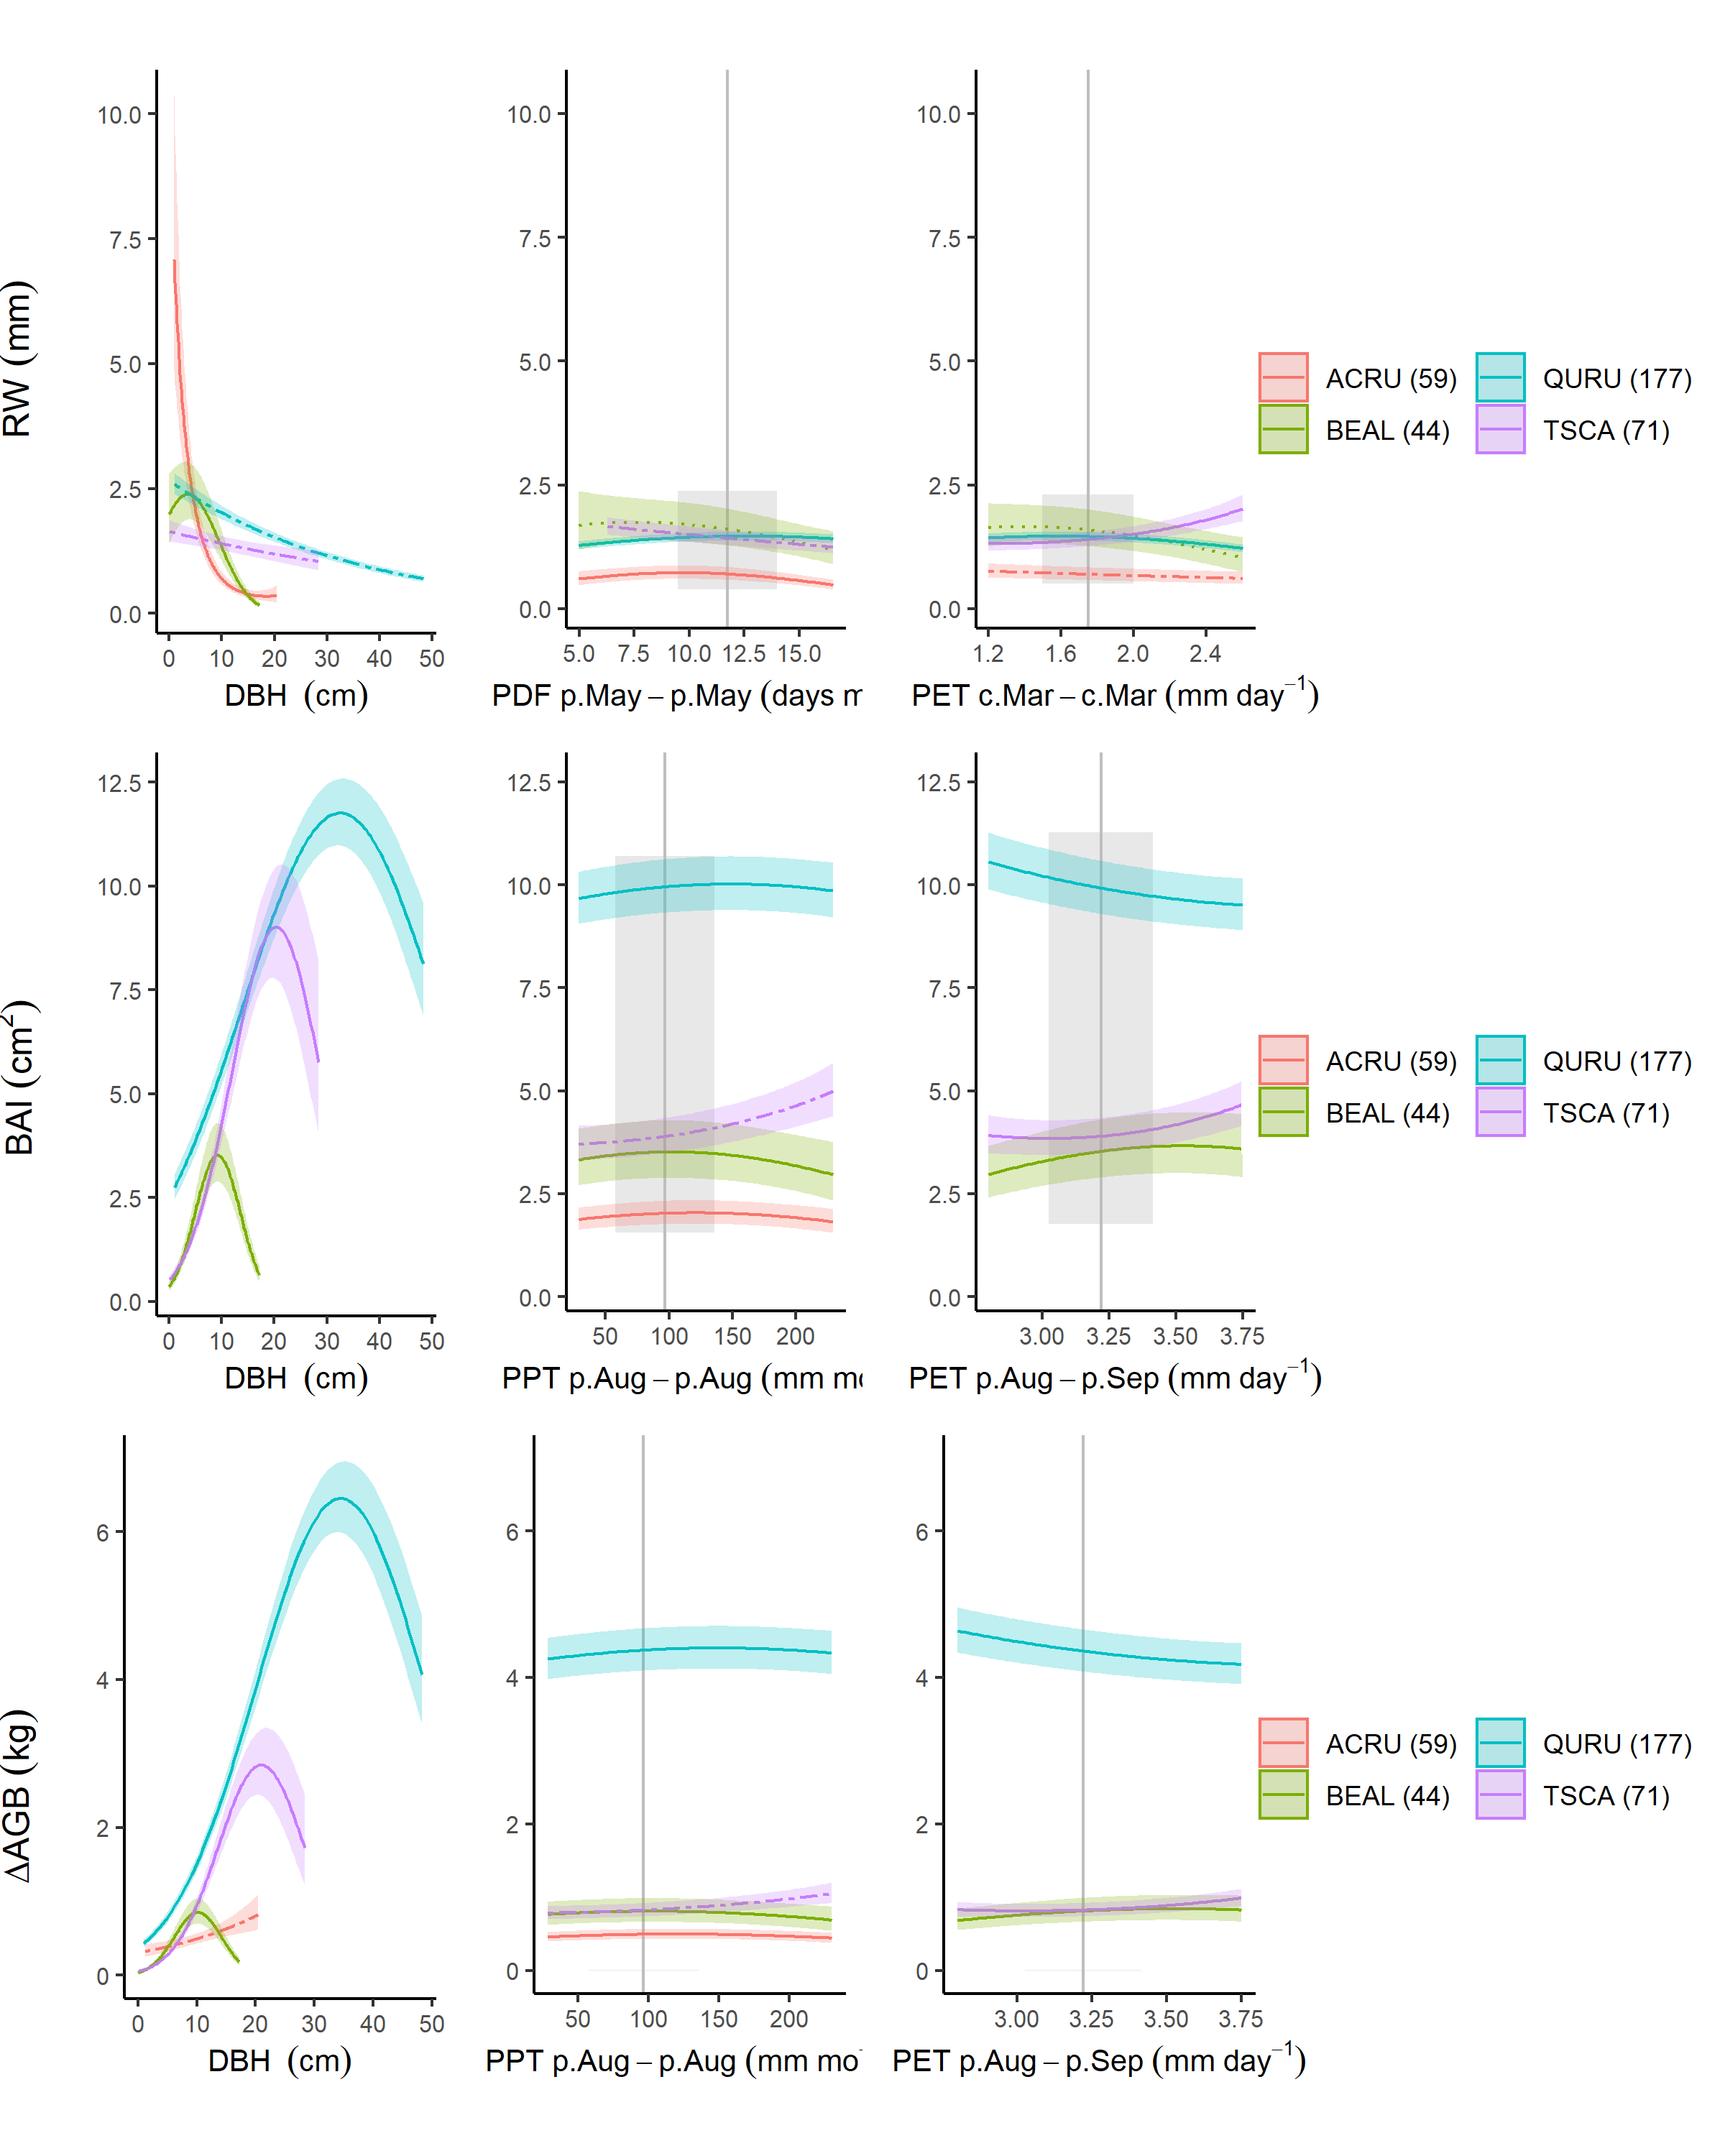 RW (mm)
10.0
7.5
5.0
2.5
0.0
0 10 20 30 40 50
DBH (cm)
10.0
7.5
5.0
2.5
0.0
5.0 7.5 10.0 12.5 15.0
PDF p.May – p.May (days m
10.0
7.5
5.0
2.5
0.0
1.2 1.6 2.0 2.4
PET c.Mar – c.Mar (mm day⁻¹)
ACRU (59) QURU (177)
BEAL (44) TSCA (71)
BAI (cm²)
12.5
10.0
7.5
5.0
2.5
0.0
0 10 20 30 40 50
DBH (cm)
12.5
10.0
7.5
5.0
2.5
0.0
50 100 150 200
PPT p.Aug – p.Aug (mm mo
12.5
10.0
7.5
5.0
2.5
0.0
3.00 3.25 3.50 3.75
PET p.Aug – p.Sep (mm day⁻¹)
ACRU (59) QURU (177)
BEAL (44) TSCA (71)
ΔAGB (kg)
6
4
2
0
0 10 20 30 40 50
DBH (cm)
6
4
2
0
50 100 150 200
PPT p.Aug – p.Aug (mm mo⁻
6
4
2
0
3.00 3.25 3.50 3.75
PET p.Aug – p.Sep (mm day⁻¹)
ACRU (59) QURU (177)
BEAL (44) TSCA (71)